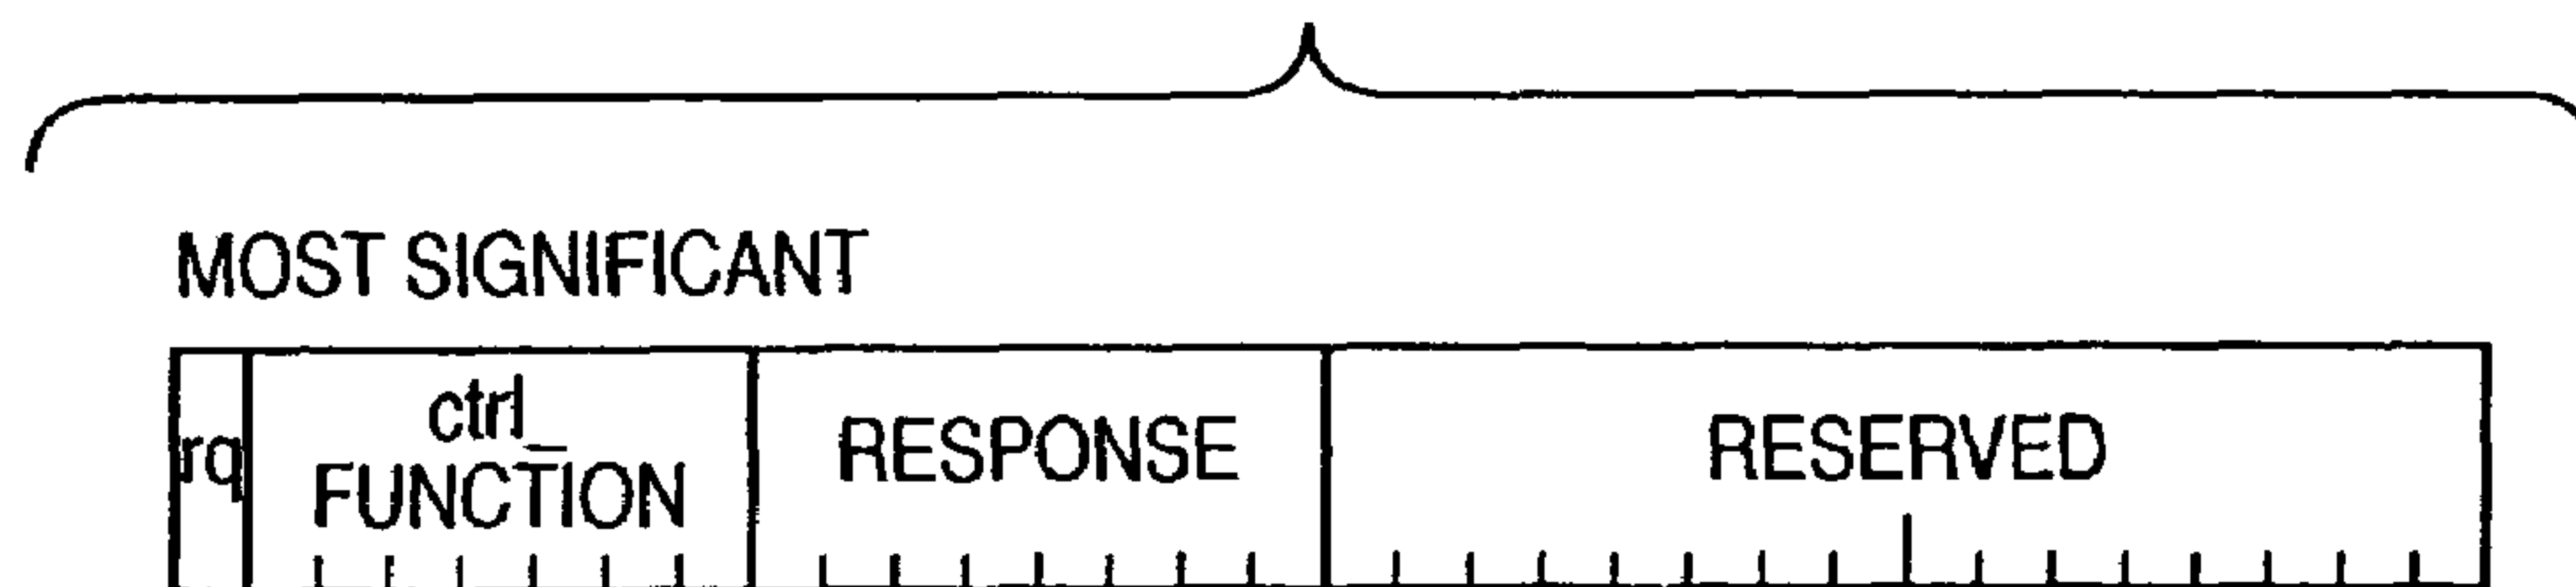 MOST SIGNIFICANT
rq
ctrl_
FUNCTION
RESPONSE
RESERVED